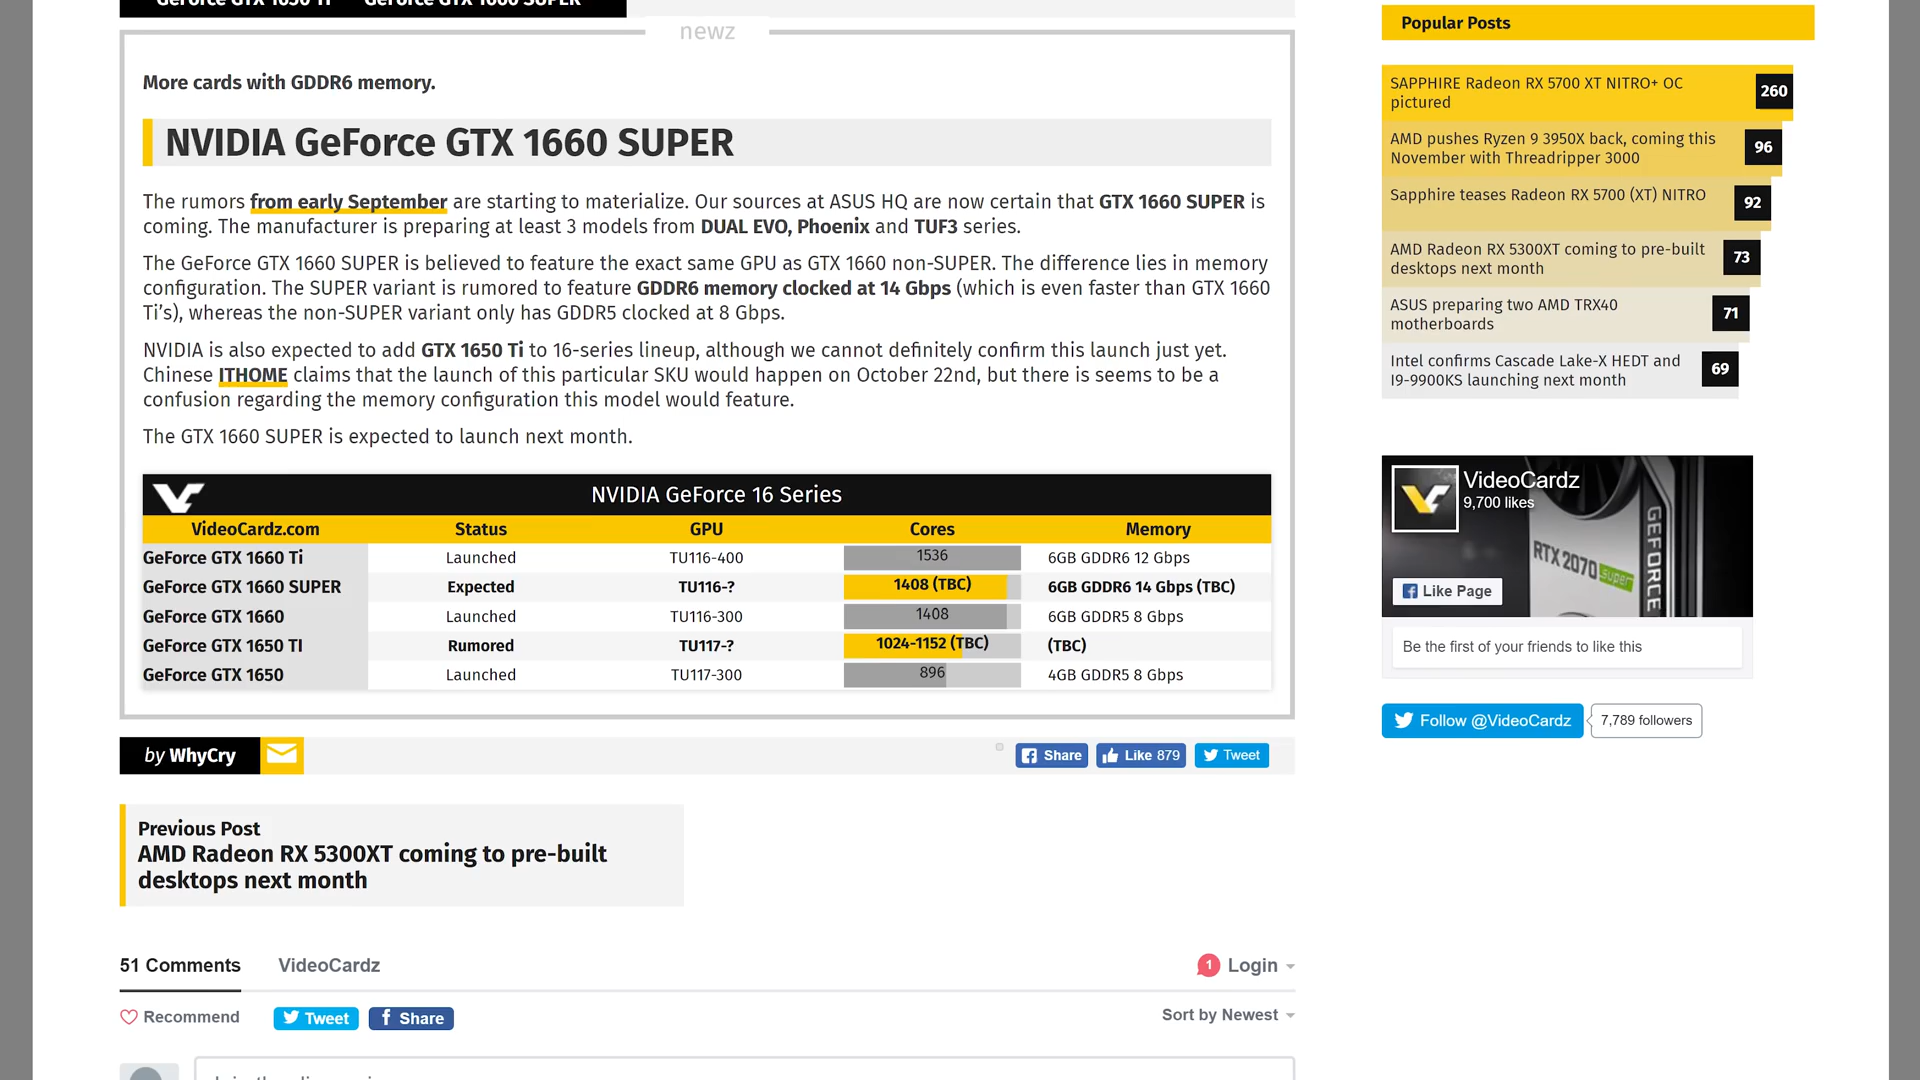 GeForce GTX 1650 Ti GeForce GTX 1660 SUPER
newz
More cards with GDDR6 memory.
NVIDIA GeForce GTX 1660 SUPER
The rumors from early September are starting to materialize. Our sources at ASUS HQ are now certain that GTX 1660 SUPER is
coming. The manufacturer is preparing at least 3 models from DUAL EVO, Phoenix and TUF3 series.
The GeForce GTX 1660 SUPER is believed to feature the exact same GPU as GTX 1660 non-SUPER. The difference lies in memory
configuration. The SUPER variant is rumored to feature GDDR6 memory clocked at 14 Gbps (which is even faster than GTX 1660
Ti's), whereas the non-SUPER variant only has GDDR5 clocked at 8 Gbps.
NVIDIA is also expected to add GTX 1650 Ti to 16-series lineup, although we cannot definitely confirm this launch just yet.
Chinese ITHOME claims that the launch of this particular SKU would happen on October 22nd, but there is seems to be a
confusion regarding the memory configuration this model would feature.
The GTX 1660 SUPER is expected to launch next month.
NVIDIA GeForce 16 Series
VideoCardz.com Status GPU Cores Memory
GeForce GTX 1660 Ti Launched TU116-400 1536 6GB GDDR6 12 Gbps
GeForce GTX 1660 SUPER Expected TU116-? 1408 (TBC) 6GB GDDR6 14 Gbps (TBC)
GeForce GTX 1660 Launched TU116-300 1408 6GB GDDR5 8 Gbps
GeForce GTX 1650 TI Rumored TU117-? 1024-1152 (TBC) (TBC)
GeForce GTX 1650 Launched TU117-300 896 4GB GDDR5 8 Gbps
by WhyCry
Share Like 879 Tweet
Previous Post
AMD Radeon RX 5300XT coming to pre-built
desktops next month
51 Comments VideoCardz
1 Login
Recommend Tweet Share
Sort by Newest
Popular Posts
SAPPHIRE Radeon RX 5700 XT NITRO+ OC
pictured
260
AMD pushes Ryzen 9 3950X back, coming this
November with Threadripper 3000
96
Sapphire teases Radeon RX 5700 (XT) NITRO
92
AMD Radeon RX 5300XT coming to pre-built
desktops next month
73
ASUS preparing two AMD TRX40
motherboards
71
Intel confirms Cascade Lake-X HEDT and
I9-9900KS launching next month
69
VideoCardz
9,700 likes
RTX 2070 super
GEFORCE
Like Page
Be the first of your friends to like this
Follow @VideoCardz 7,789 followers